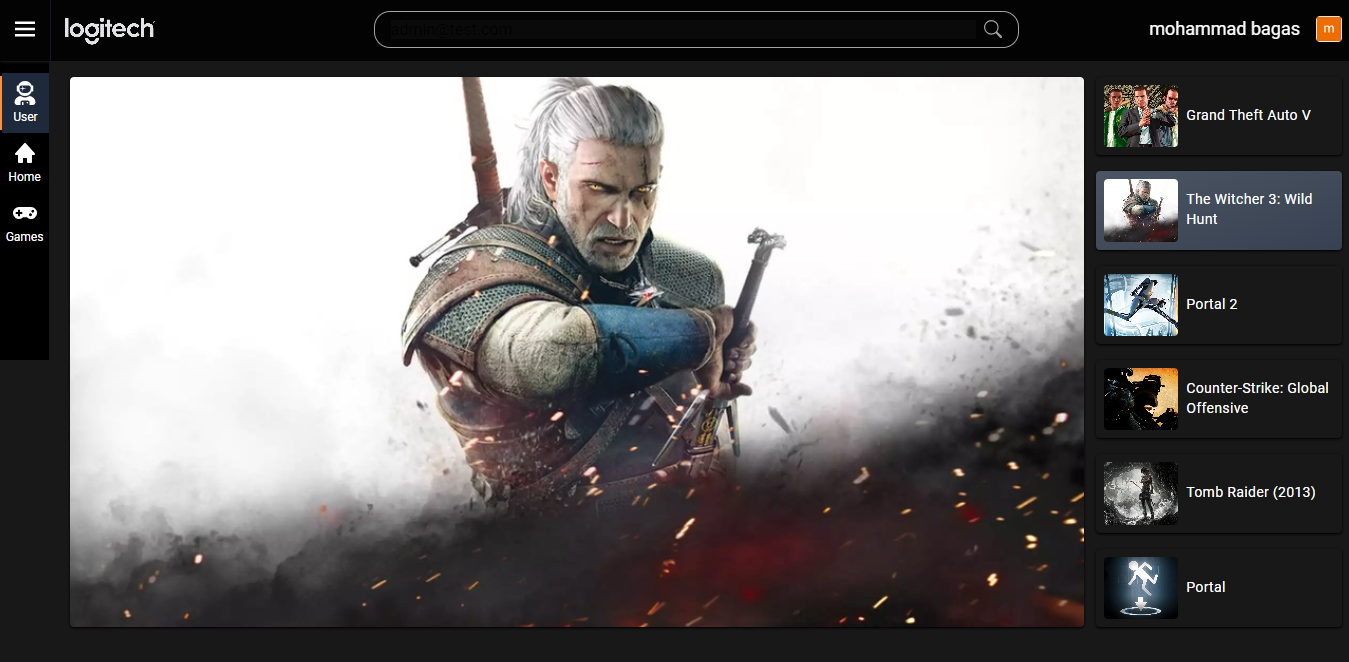 logitech
admin@test.com
mohammad bagas
m
User
Home
Games
Grand Theft Auto V
The Witcher 3: Wild
Hunt
Portal 2
Counter-Strike: Global
Offensive
Tomb Raider (2013)
Portal